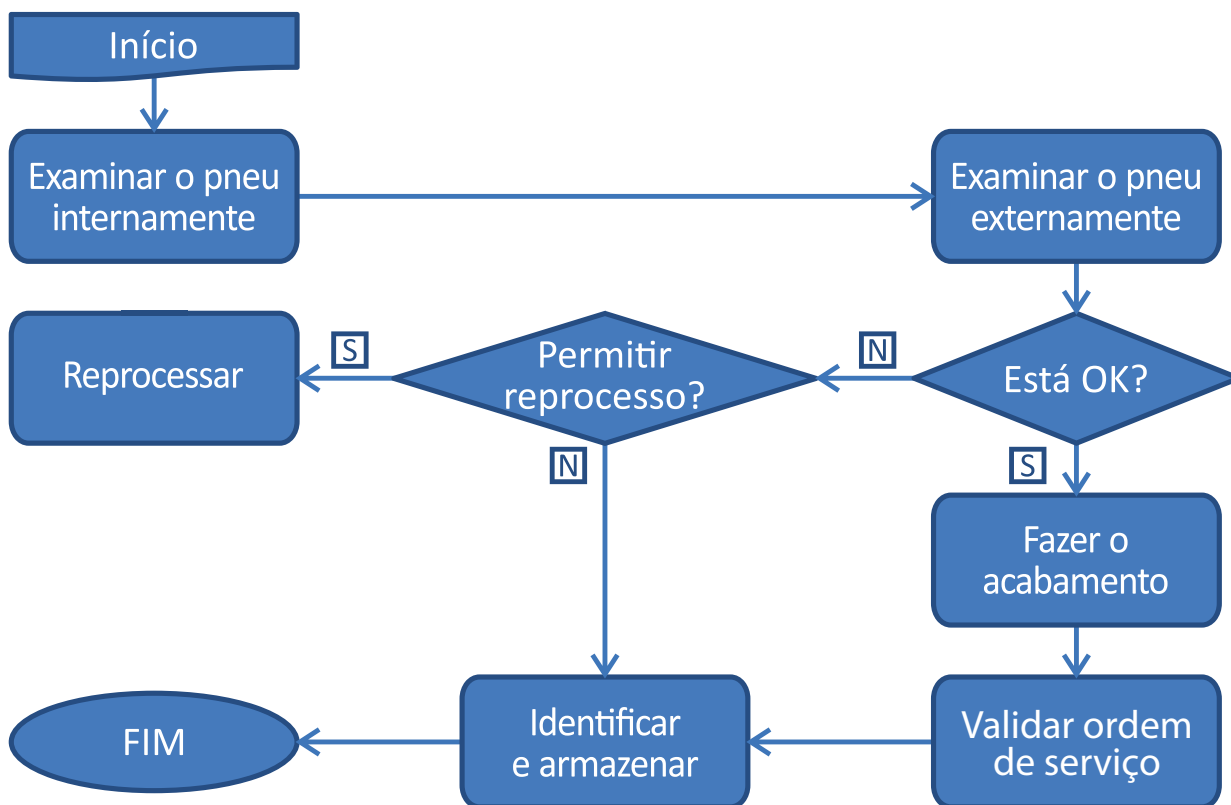 Início
Examinar o pneu
internamente
Examinar o pneu
externamente
Reprocessar
S
Permitir
reprocesso?
N
Está OK?
N
S
Fazer o
acabamento
FIM
Identificar
e armazenar
Validar ordem
de serviço